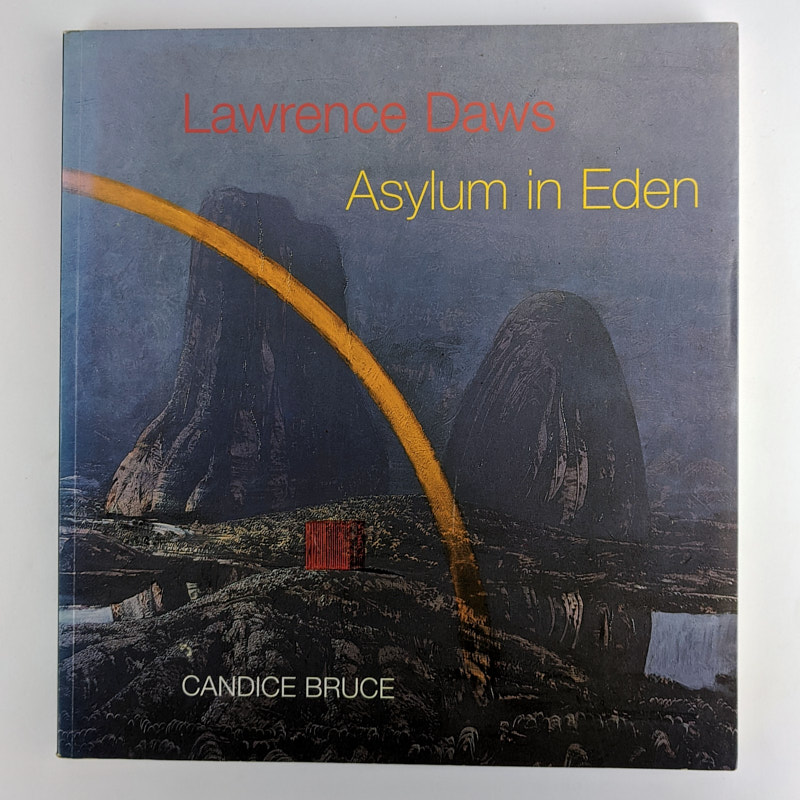 Lawrence Daws
Asylum in Eden
CANDICE BRUCE